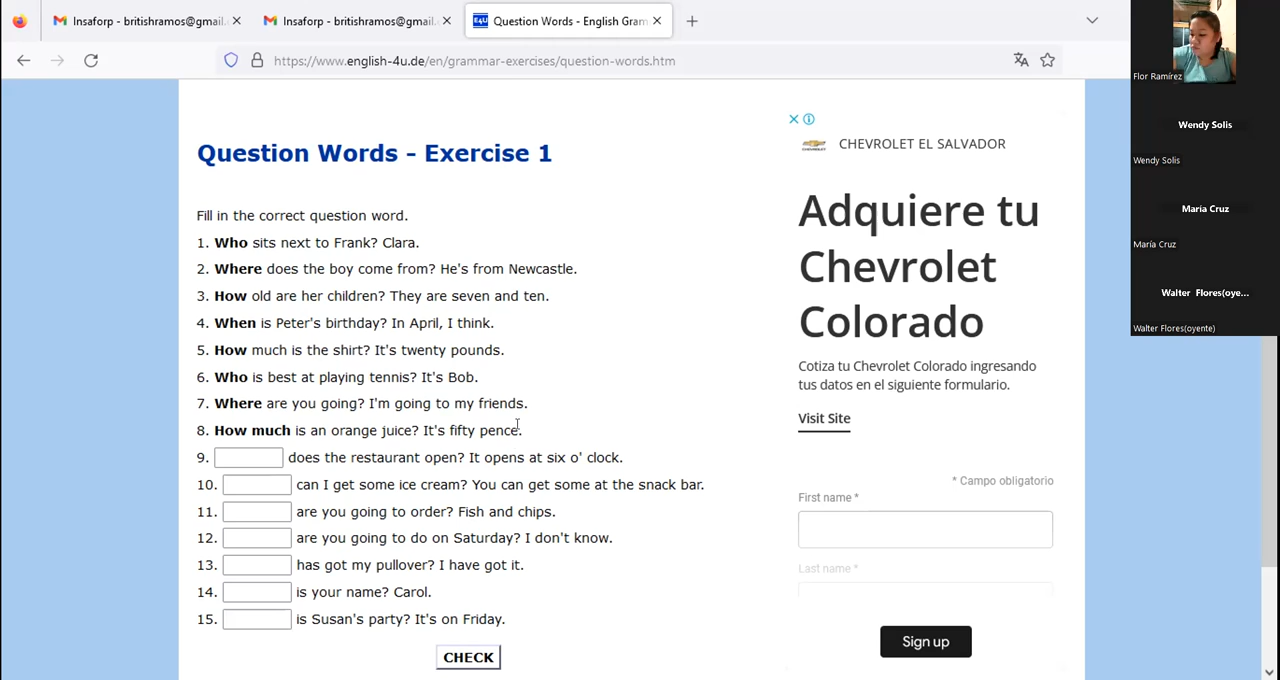 Insaforp - britishramos@gmail.
Insaforp - britishramos@gmail.
E4U Question Words - English Gram
https://www.english-4u.de/en/grammar-exercises/question-words.htm
Question Words - Exercise 1
Fill in the correct question word.
1. Who sits next to Frank? Clara.
2. Where does the boy come from? He's from Newcastle.
3. How old are her children? They are seven and ten.
4. When is Peter's birthday? In April, I think.
5. How much is the shirt? It's twenty pounds.
6. Who is best at playing tennis? It's Bob.
7. Where are you going? I'm going to my friends.
8. How much is an orange juice? It's fifty pence.
9. does the restaurant open? It opens at six o' clock.
10. can I get some ice cream? You can get some at the snack bar.
11. are you going to order? Fish and chips.
12. are you going to do on Saturday? I don't know.
13. has got my pullover? I have got it.
14. is your name? Carol.
15. is Susan's party? It's on Friday.
CHECK
CHEVROLET EL SALVADOR
Adquiere tu
Chevrolet
Colorado
Cotiza tu Chevrolet Colorado ingresando
tus datos en el siguiente formulario.
Visit Site
* Campo obligatorio
First name *
Last name *
Sign up
Flor Ramírez
Wendy Solis
Wendy Solis
María Cruz
María Cruz
Walter Flores(oye...
Walter Flores(oyente)